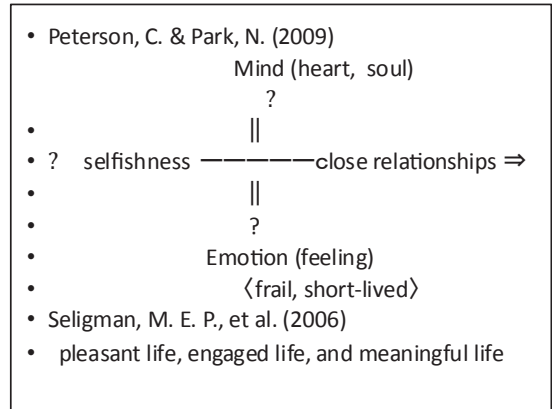 • Peterson, C. & Park, N. (2009)
Mind (heart, soul)
?
• ||
• ? selfishness —————close relationships ⇒
• ||
• ?
• Emotion (feeling)
• 〈frail, short-lived〉
• Seligman, M. E. P., et al. (2006)
• pleasant life, engaged life, and meaningful life